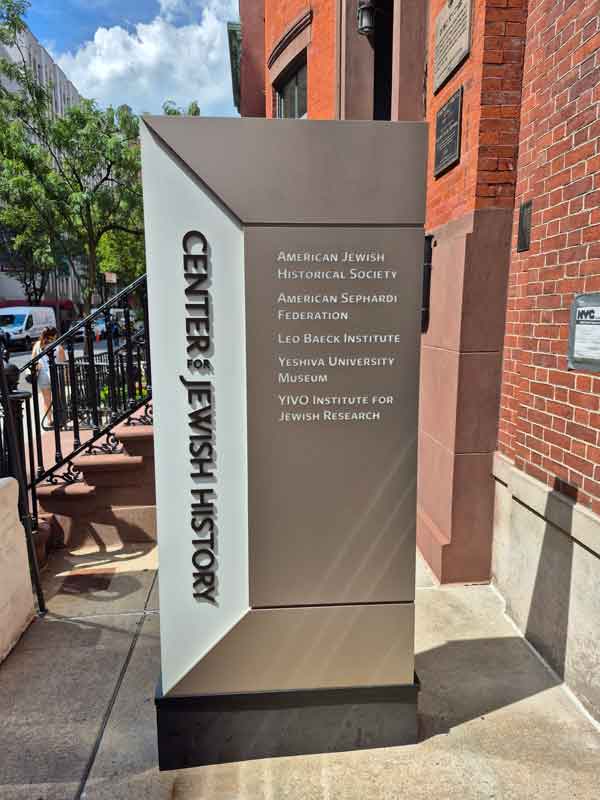 CENTER FOR JEWISH HISTORY
AMERICAN JEWISH
HISTORICAL SOCIETY
AMERICAN SEPHARDI
FEDERATION
LEO BAECK INSTITUTE
YESHIVA UNIVERSITY
MUSEUM
YIVO INSTITUTE FOR
JEWISH RESEARCH
NYC